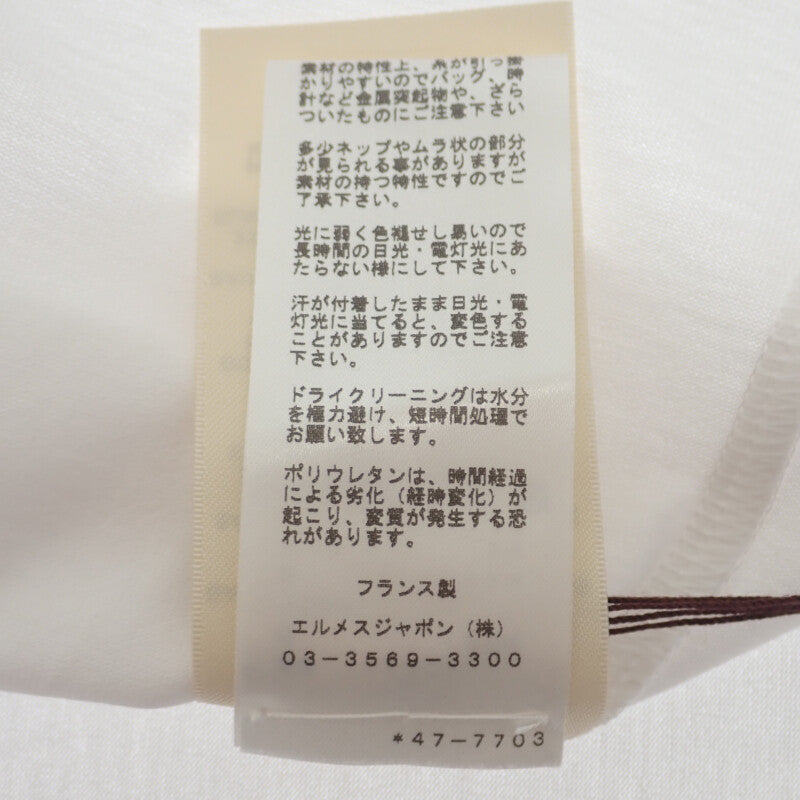 素材の特性上、糸が引っ掛
かりやすいのでバッグ、時
計など金属突起物や、ざら
ついたものにご注意下さい
多少ネップやムラ状の部分
が見られる事がありますが
素材の持つ特性ですのでご
了承下さい。
光に弱く色褪せし易いので
長時間の日光・電灯光にあ
たらない様にして下さい。
汗が付着したまま日光・電
灯光に当てると、変色する
ことがありますのでご注意
下さい。
ドライクリーニングは水分
を極力避け、短時間処理で
お願い致します。
ポリウレタンは、時間経過
による劣化（経時変化）が
起こり、変質が発生する恐
れがあります。
フランス製
エルメスジャポン（株）
03-3569-3300
*47-7703